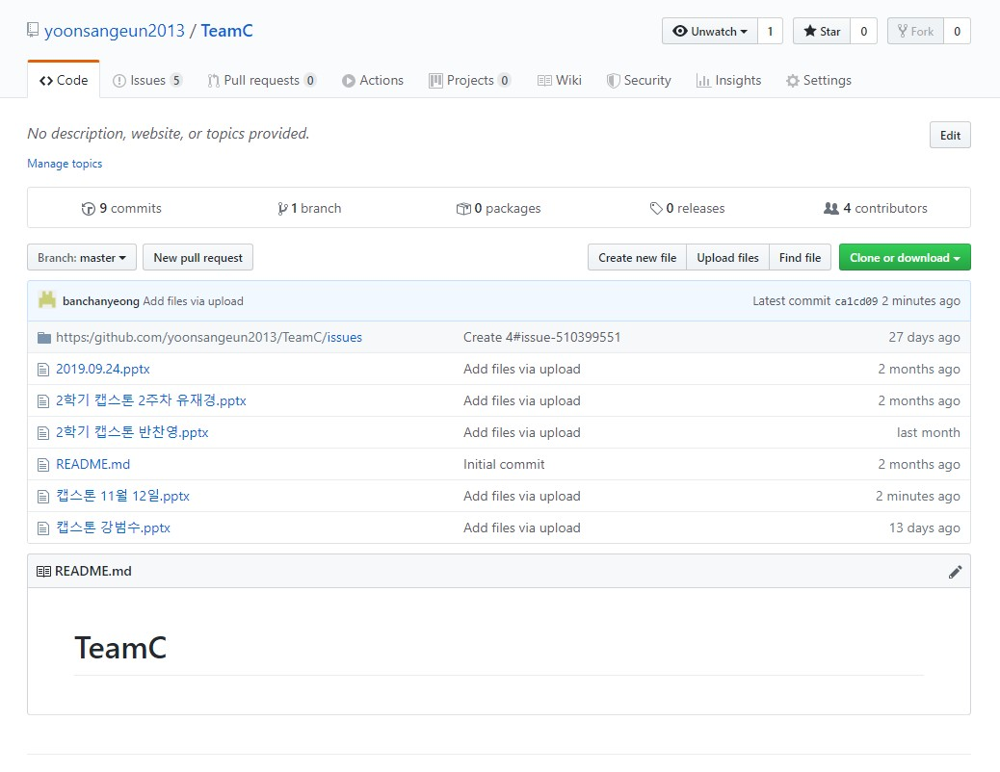 yoonsangeun2013 / TeamC
Unwatch 1 Star 0 Fork 0
Code Issues 5 Pull requests 0 Actions Projects 0 Wiki Security Insights Settings
No description, website, or topics provided.
Edit
Manage topics
9 commits 1 branch 0 packages 0 releases 4 contributors
Branch: master New pull request Create new file Upload files Find file Clone or download
banchanyeong Add files via upload Latest commit ca1cd09 2 minutes ago
https:/github.com/yoonsangeun2013/TeamC/issues Create 4#issue-510399551 27 days ago
2019.09.24.pptx Add files via upload 2 months ago
2학기 캡스톤 2주차 유재경.pptx Add files via upload 2 months ago
2학기 캡스톤 반찬영.pptx Add files via upload last month
README.md Initial commit 2 months ago
캡스톤 11월 12일.pptx Add files via upload 2 minutes ago
캡스톤 강범수.pptx Add files via upload 13 days ago
README.md
TeamC